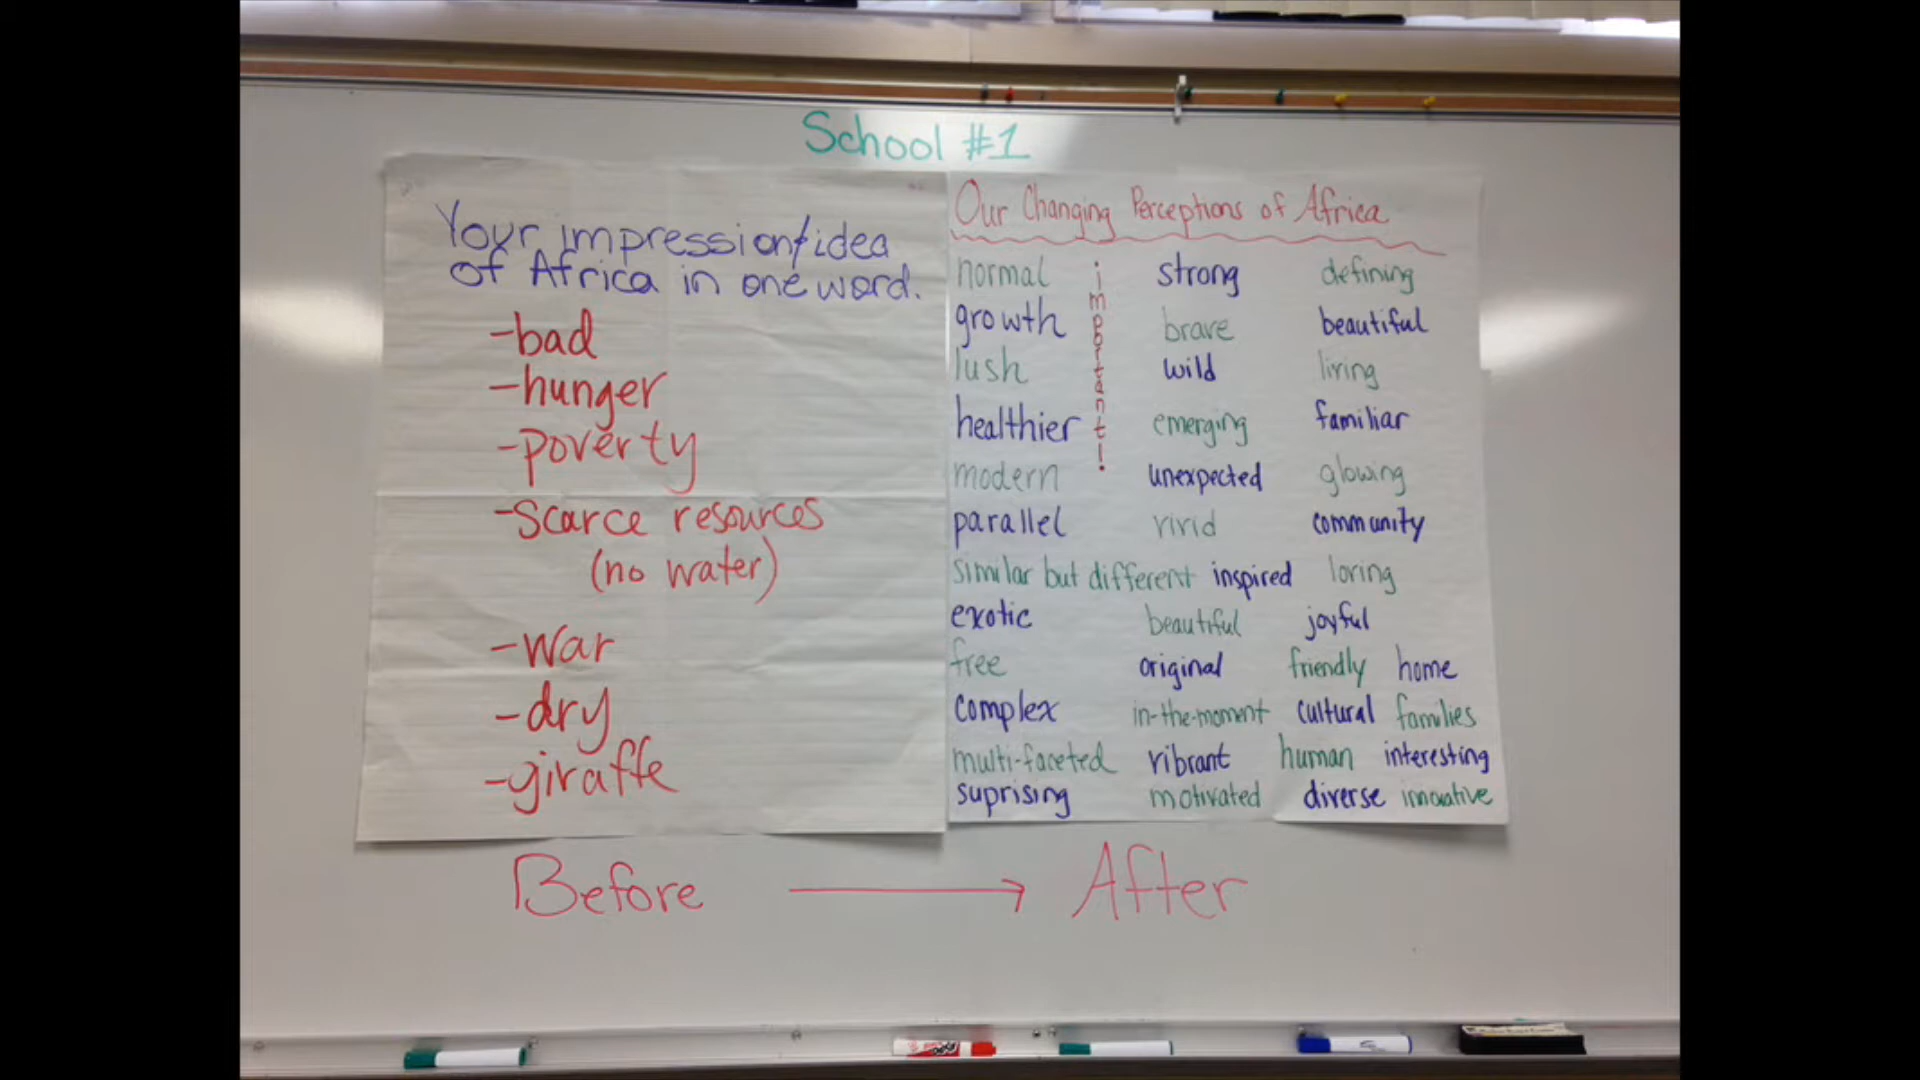 School #1
Your impression/idea
of Africa in one word.
-bad
-hunger
-poverty
-scarce resources
(no water)
-war
-dry
-giraffe
Our Changing Perceptions of Africa
normal strong defining
growth brave beautiful
lush wild living
healthier emerging familiar
modern unexpected glowing
parallel vivid community
important!
similar but different inspired loving
exotic beautiful joyful
free original friendly home
complex in-the-moment cultural families
multi-faceted vibrant human interesting
suprising motivated diverse innovative
Before → After